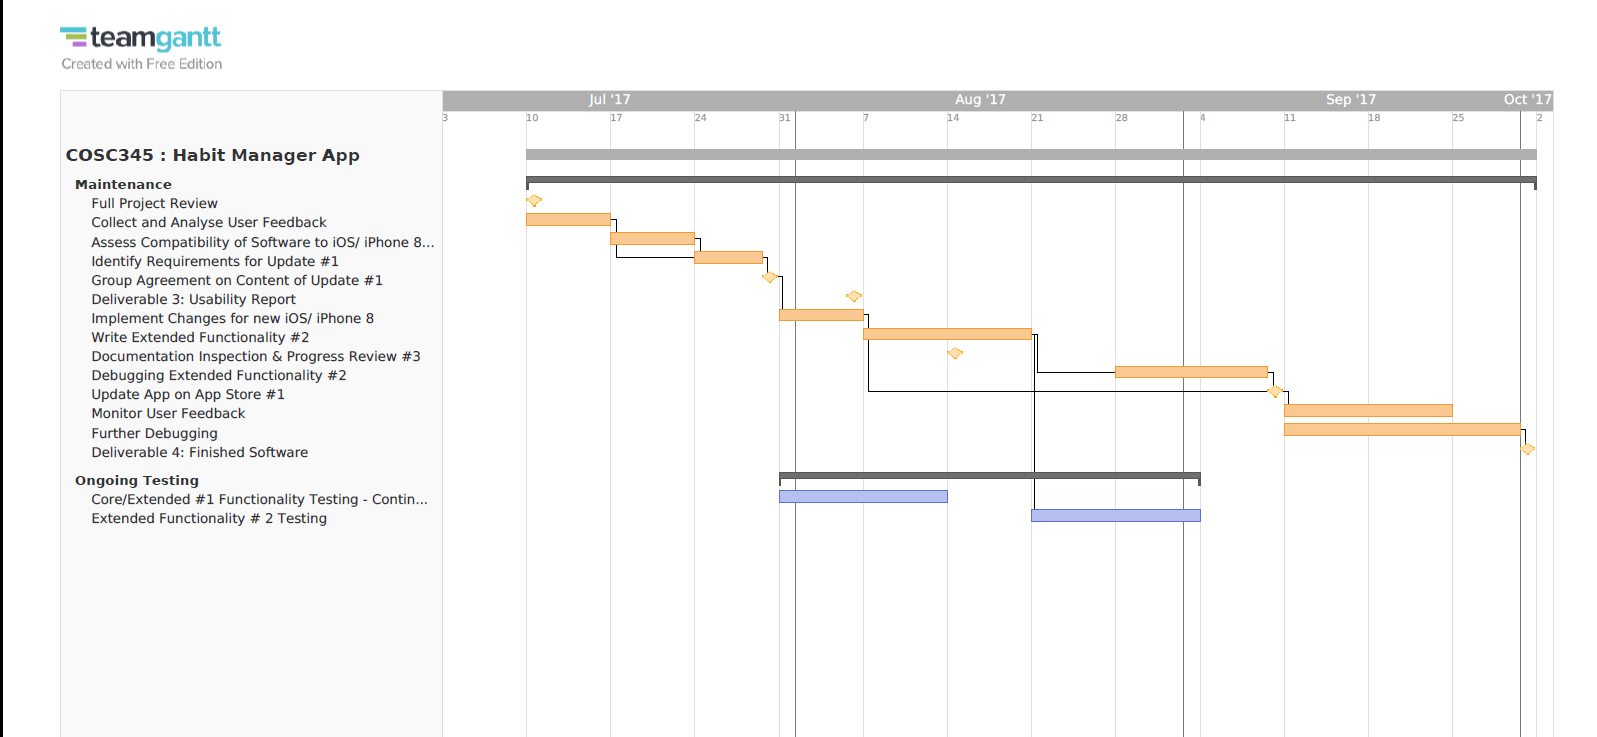 teamgantt
Created with Free Edition
Jul '17 Aug '17 Sep '17 Oct '17
3 10 17 24 31 7 14 21 28 4 11 18 25 2
COSC345 : Habit Manager App
Maintenance
Full Project Review
Collect and Analyse User Feedback
Assess Compatibility of Software to iOS/ iPhone 8...
Identify Requirements for Update #1
Group Agreement on Content of Update #1
Deliverable 3: Usability Report
Implement Changes for new iOS/ iPhone 8
Write Extended Functionality #2
Documentation Inspection & Progress Review #3
Debugging Extended Functionality #2
Update App on App Store #1
Monitor User Feedback
Further Debugging
Deliverable 4: Finished Software
Ongoing Testing
Core/Extended #1 Functionality Testing - Contin...
Extended Functionality # 2 Testing